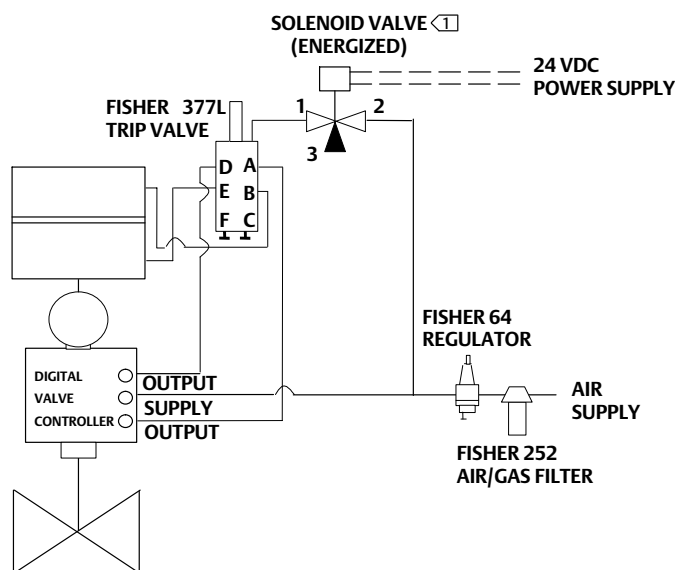 SOLENOID VALVE 1
(ENERGIZED)
24 VDC
POWER SUPPLY
FISHER 377L
TRIP VALVE
1
2
3
D A
E B
F C
FISHER 64
REGULATOR
DIGITAL
VALVE
CONTROLLER
OUTPUT
SUPPLY
OUTPUT
AIR
SUPPLY
FISHER 252
AIR/GAS FILTER